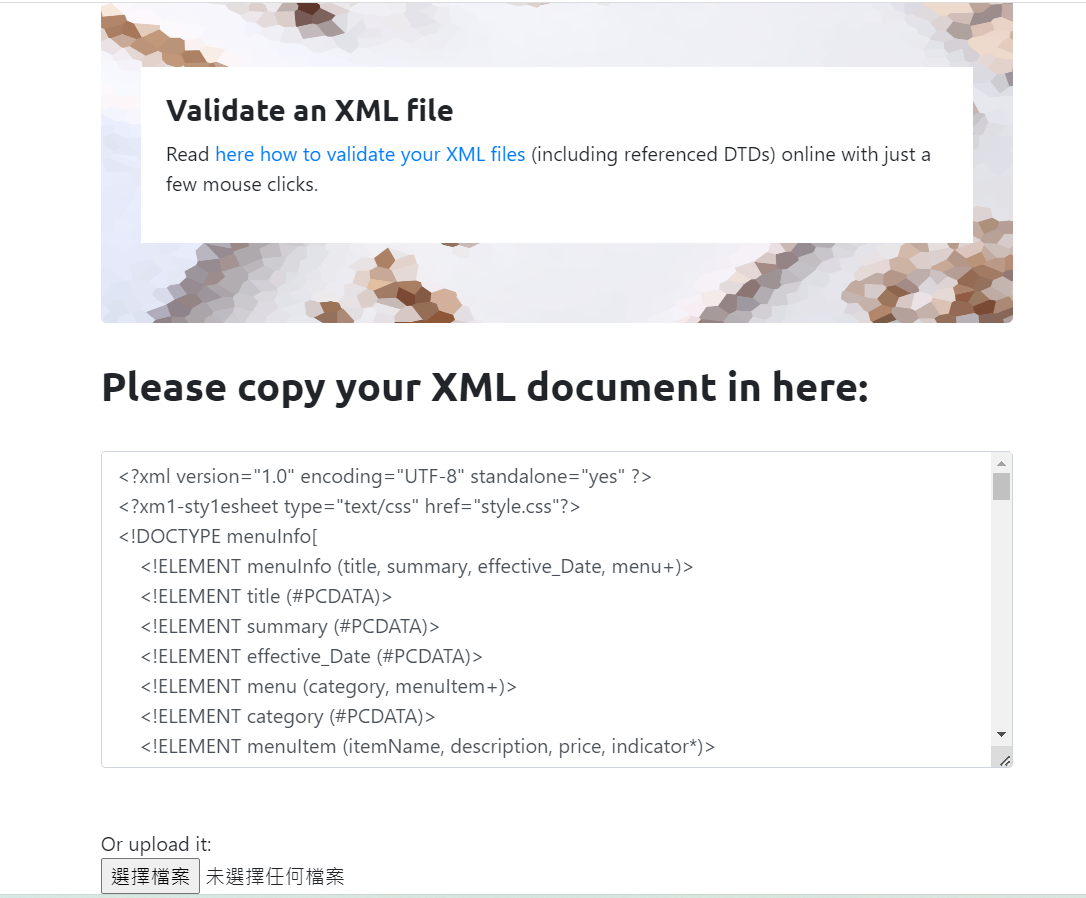 Validate an XML file
Read here how to validate your XML files (including referenced DTDs) online with just a
few mouse clicks.
Please copy your XML document in here:
<?xml version="1.0" encoding="UTF-8" standalone="yes" ?>
<?xm1-sty1esheet type="text/css" href="style.css"?>
<!DOCTYPE menuInfo[
<!ELEMENT menuInfo (title, summary, effective_Date, menu+)>
<!ELEMENT title (#PCDATA)>
<!ELEMENT summary (#PCDATA)>
<!ELEMENT effective_Date (#PCDATA)>
<!ELEMENT menu (category, menuItem+)>
<!ELEMENT category (#PCDATA)>
<!ELEMENT menuItem (itemName, description, price, indicator*)>
Or upload it:
選擇檔案 未選擇任何檔案